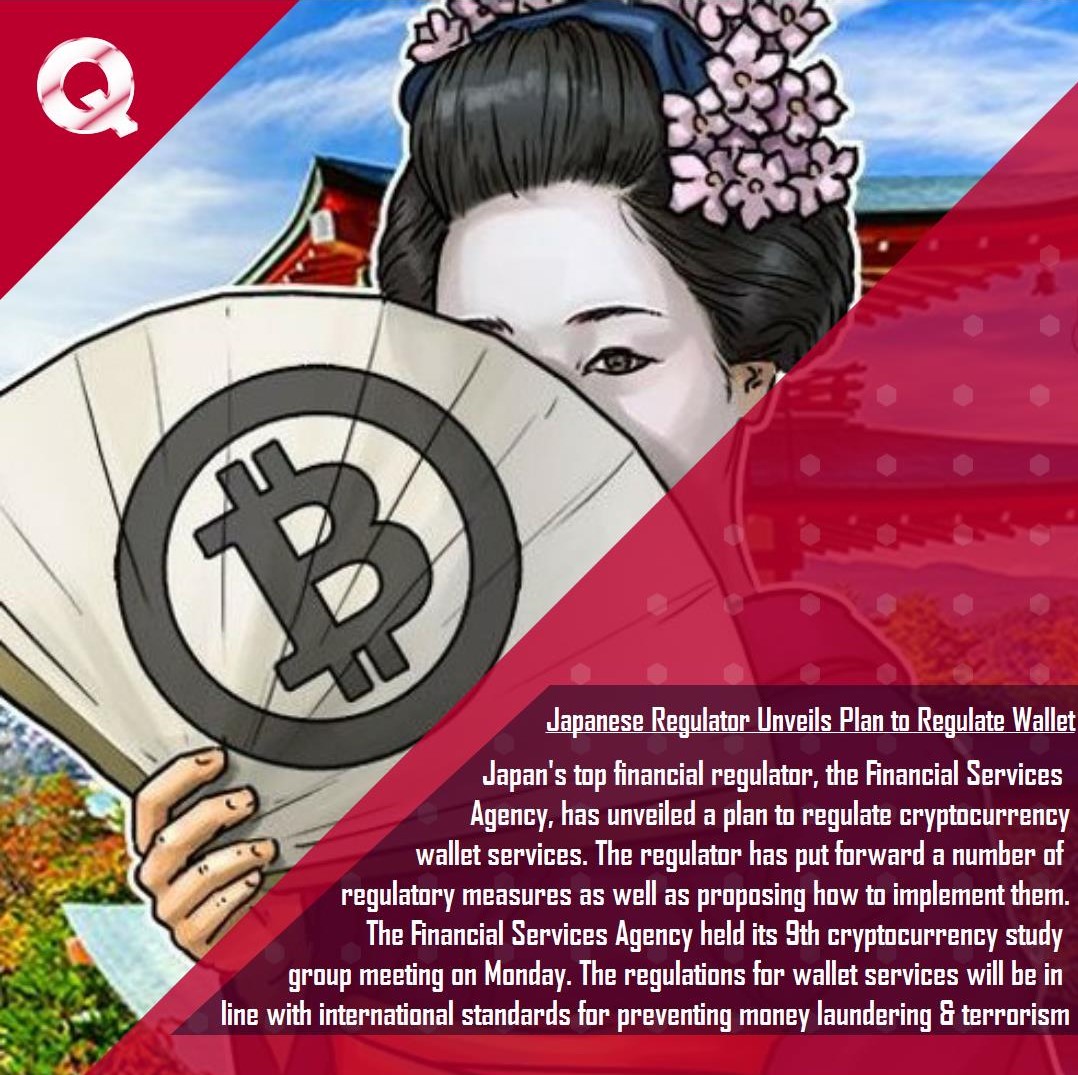 Q
Japanese Regulator Unveils Plan to Regulate Wallet
Japan's top financial regulator, the Financial Services
Agency, has unveiled a plan to regulate cryptocurrency
wallet services. The regulator has put forward a number of
regulatory measures as well as proposing how to implement them.
The Financial Services Agency held its 9th cryptocurrency study
group meeting on Monday. The regulations for wallet services will be in
line with international standards for preventing money laundering & terrorism